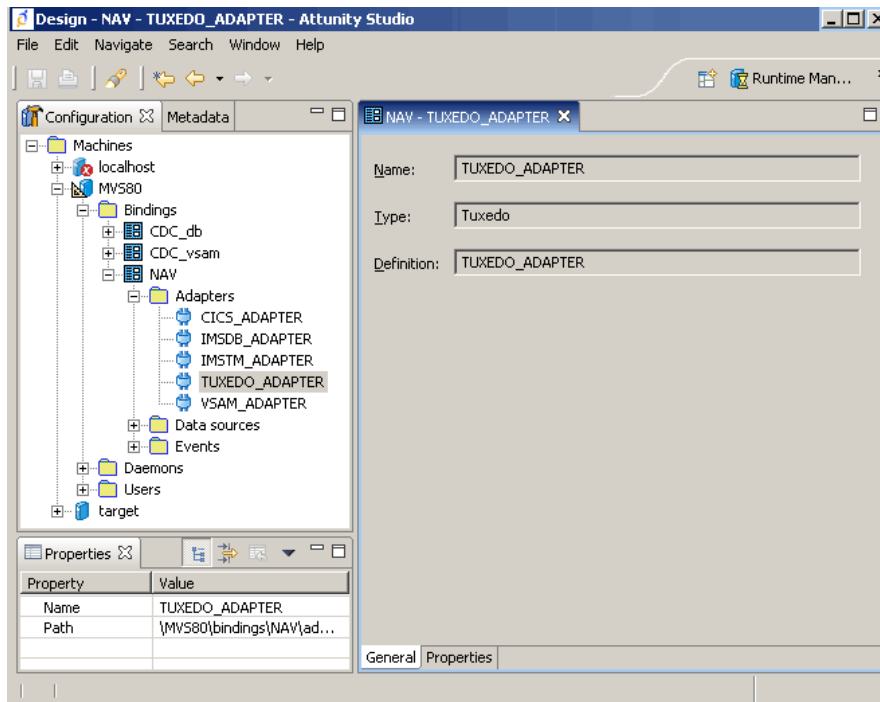 Design - NAV - TUXEDO_ADAPTER - Attunity Studio
File Edit Navigate Search Window Help
Runtime Man...
Configuration Metadata
Machines
localhost
MVS80
Bindings
CDC_db
CDC_vsam
NAV
Adapters
CICS_ADAPTER
IMSDB_ADAPTER
IMSTM_ADAPTER
TUXEDO_ADAPTER
VSAM_ADAPTER
Data sources
Events
Daemons
Users
target
Properties
Property Value
Name TUXEDO_ADAPTER
Path \MVS80\bindings\NAV\ad...
NAV - TUXEDO_ADAPTER
Name: TUXEDO_ADAPTER
Type: Tuxedo
Definition: TUXEDO_ADAPTER
General Properties